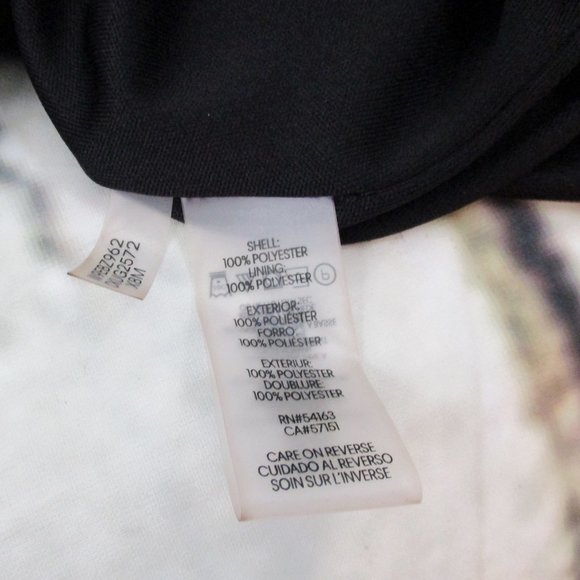 SHELL:
100% POLYESTER
LINING:
100% POLYESTER
EXTERIOR:
100% POLIÉSTER
FORRO:
100% POLIÉSTER
EXTERIUR:
100% POLYESTER
DOUBLURE:
100% POLYESTER
RN#54163
CA#57151
CARE ON REVERSE
CUIDADO AL REVERSO
SOIN SUR L'INVERSE